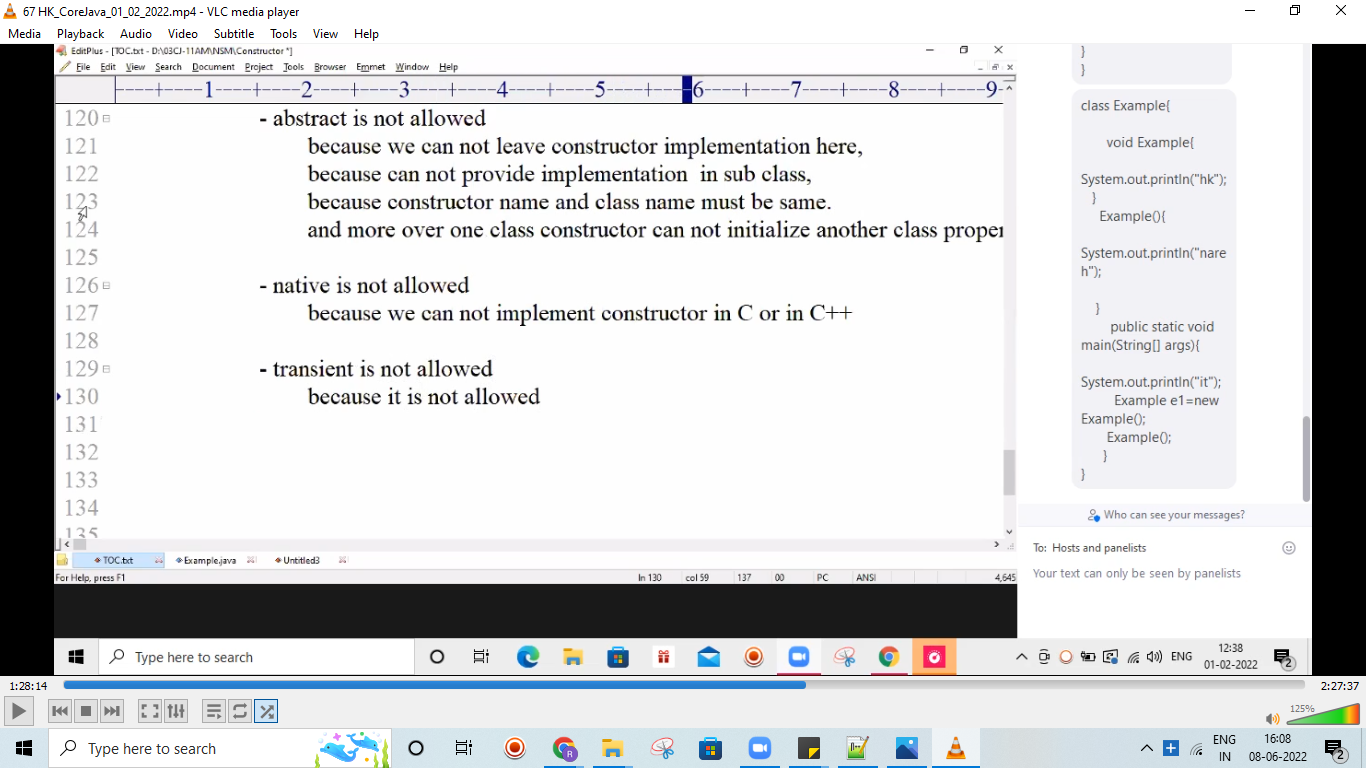 67 HK_CoreJava_01_02_2022.mp4 - VLC media player
Media Playback Audio Video Subtitle Tools View Help
EditPlus - [TOC.txt - D:\03CJ-11AM\NSM\Constructor *]
File Edit View Search Document Project Tools Browser Emmet Window Help
----+----1----+----2----+----3----+----4----+----5----+----6----+----7----+----8----+----9-
120 - abstract is not allowed
121 because we can not leave constructor implementation here,
122 because can not provide implementation in sub class,
123 because constructor name and class name must be same.
124 and more over one class constructor can not initialize another class proper
125
126 - native is not allowed
127 because we can not implement constructor in C or in C++
128
129 - transient is not allowed
130 because it is not allowed
131
132
133
134
135
TOC.txt Example.java Untitled3
For Help, press F1 ln 130 col 59 137 00 PC ANSI 4,645
}
}
class Example{
void Example{
System.out.println("hk");
}
Example(){
System.out.println("nare
h");
}
public static void
main(String[] args){
System.out.println("it");
Example e1=new
Example();
Example();
}
}
Who can see your messages?
To: Hosts and panelists
Your text can only be seen by panelists
Type here to search
ENG
12:38
01-02-2022
2
1:28:14
2:27:37
125%
Type here to search
ENG
IN
16:08
08-06-2022
2